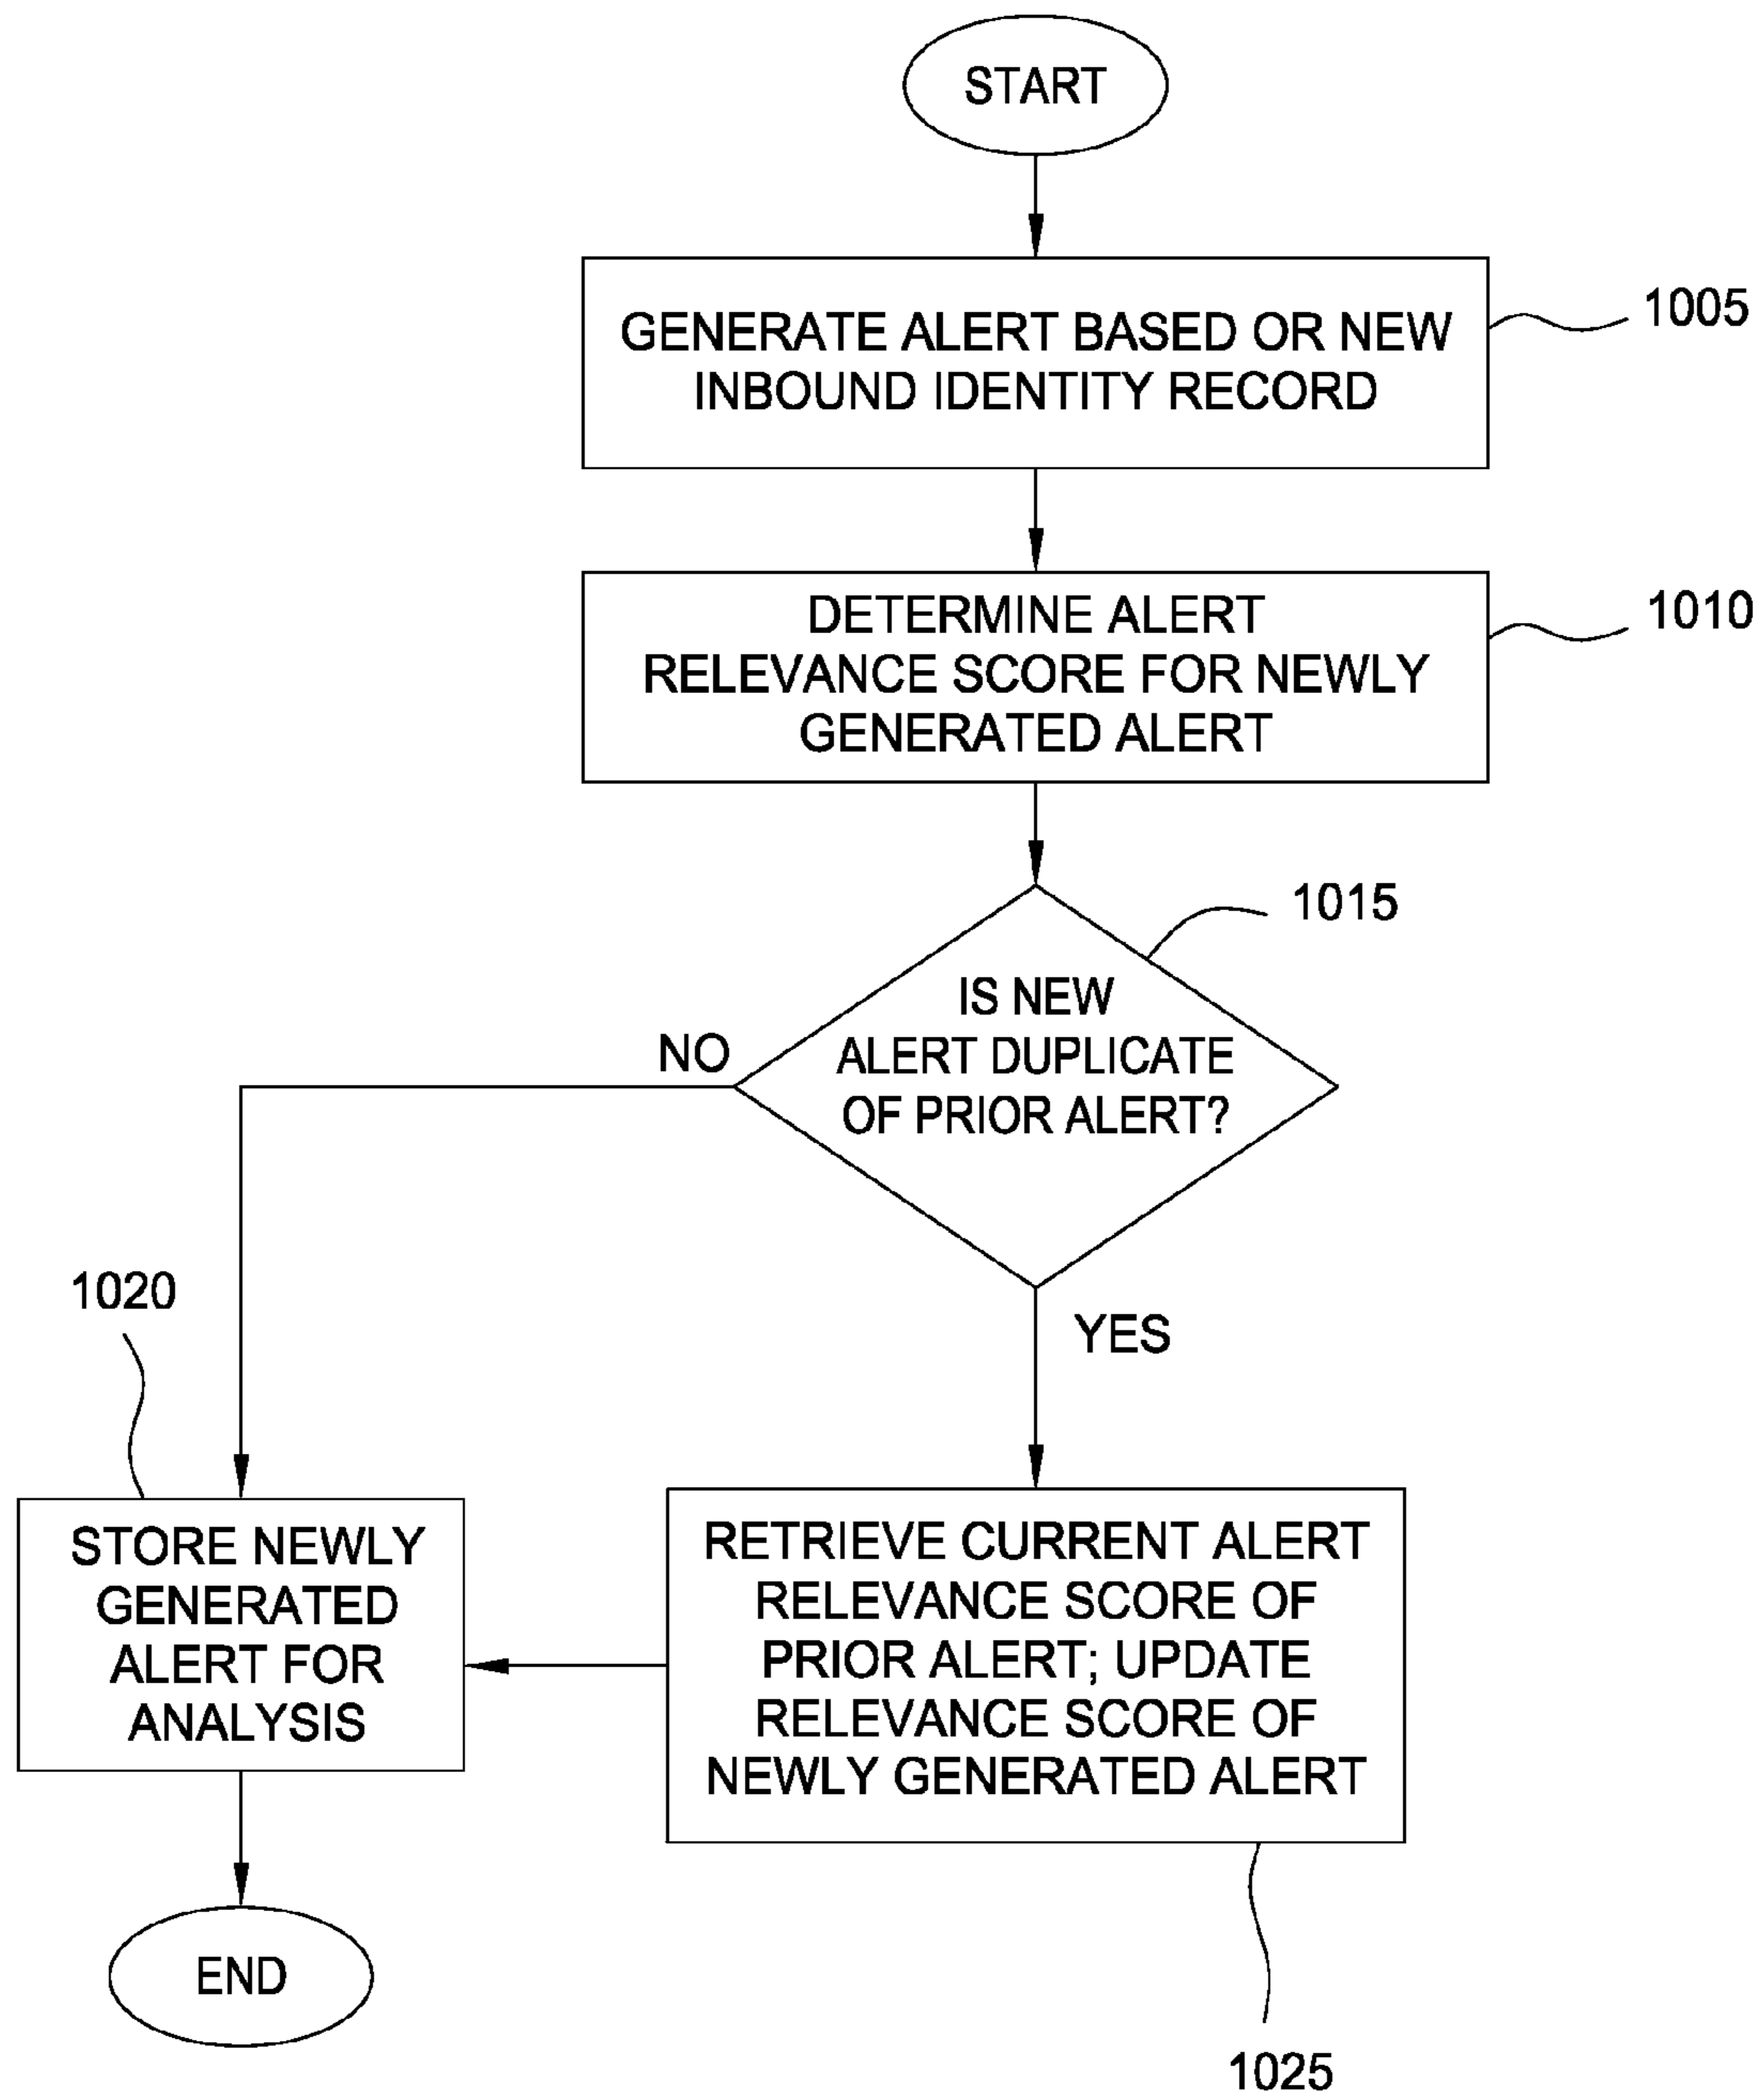 START
GENERATE ALERT BASED OR NEW
INBOUND IDENTITY RECORD
1005
DETERMINE ALERT
RELEVANCE SCORE FOR NEWLY
GENERATED ALERT
1010
1015
IS NEW
ALERT DUPLICATE
OF PRIOR ALERT?
NO
YES
1020
STORE NEWLY
GENERATED
ALERT FOR
ANALYSIS
RETRIEVE CURRENT ALERT
RELEVANCE SCORE OF
PRIOR ALERT; UPDATE
RELEVANCE SCORE OF
NEWLY GENERATED ALERT
END
1025